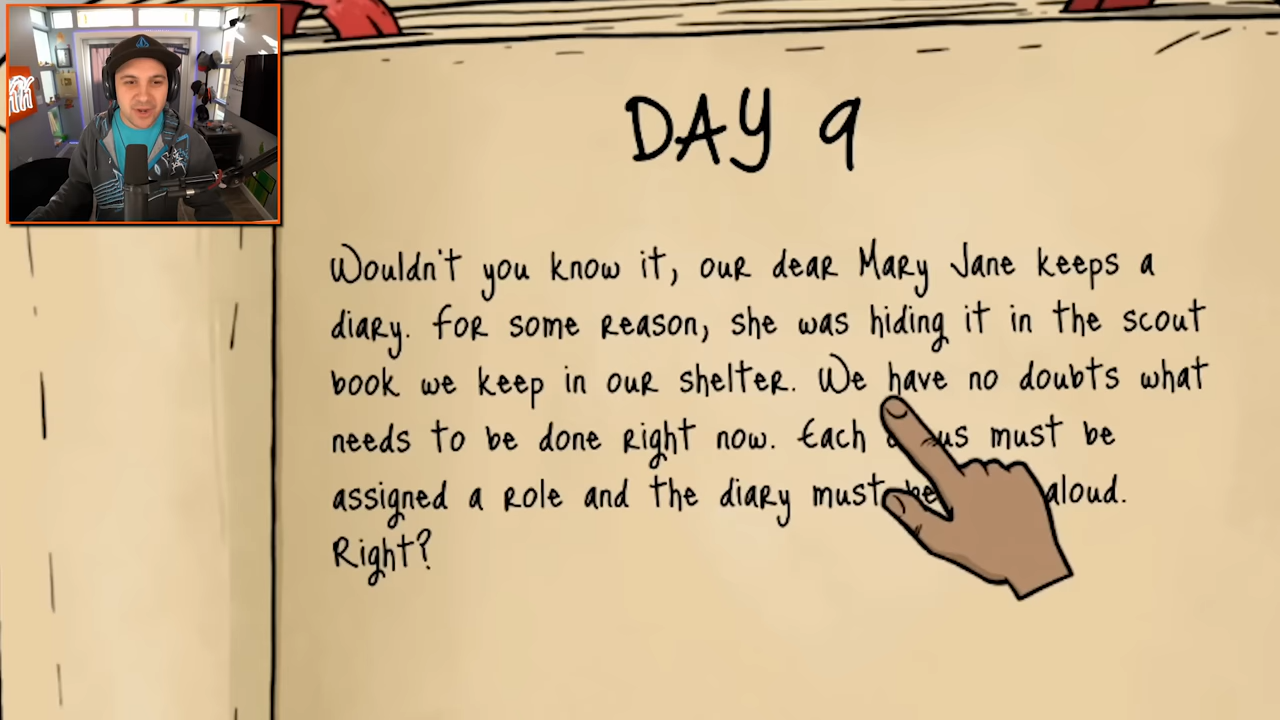 DAY 9
Wouldn't you know it, our dear Mary Jane keeps a
diary. For some reason, she was hiding it in the scout
book we keep in our shelter. We have no doubts what
needs to be done right now. Each us must be
assigned a role and the diary must be aloud.
Right?